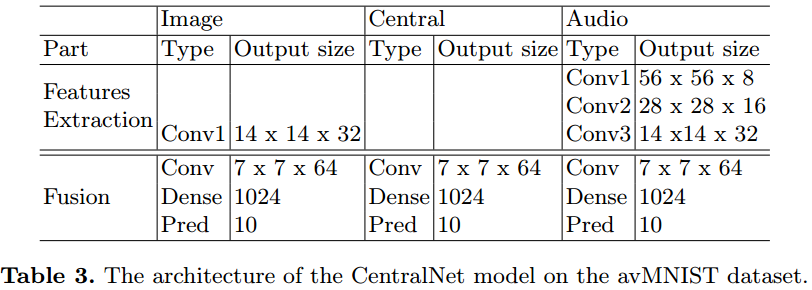 Image Central Audio
Part Type Output size Type Output size Type Output size
Features Extraction Conv1 56 x 56 x 8
Conv2 28 x 28 x 16
Conv1 14 x 14 x 32 Conv3 14 x14 x 32
Fusion Conv 7 x 7 x 64 Conv 7 x 7 x 64 Conv 7 x 7 x 64
Dense 1024 Dense 1024 Dense 1024
Pred 10 Pred 10 Pred 10
Table 3. The architecture of the CentralNet model on the avMNIST dataset.